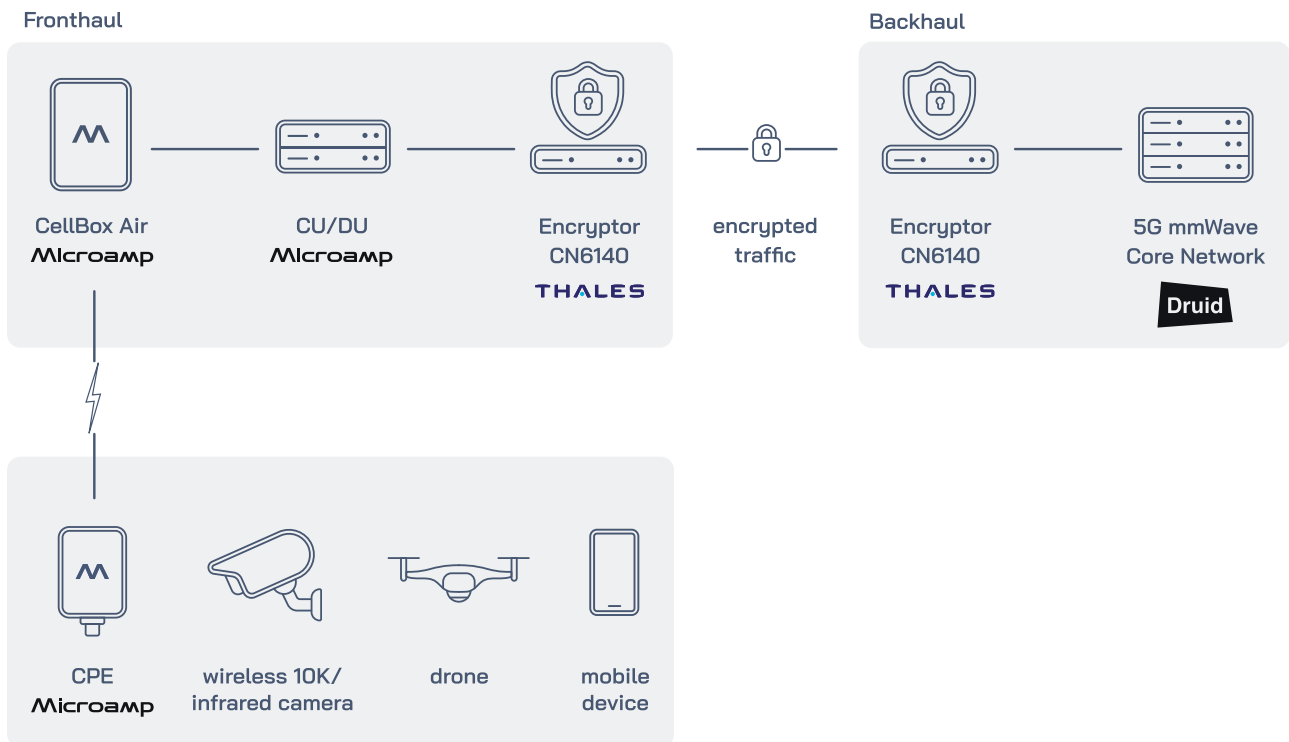 Fronthaul
Backhaul
CellBox Air
Microamp
CU/DU
Microamp
Encryptor
CN6140
THALES
encrypted
traffic
Encryptor
CN6140
THALES
5G mmWave
Core Network
Druid
CPE
Microamp
wireless 10K/
infrared camera
drone
mobile
device